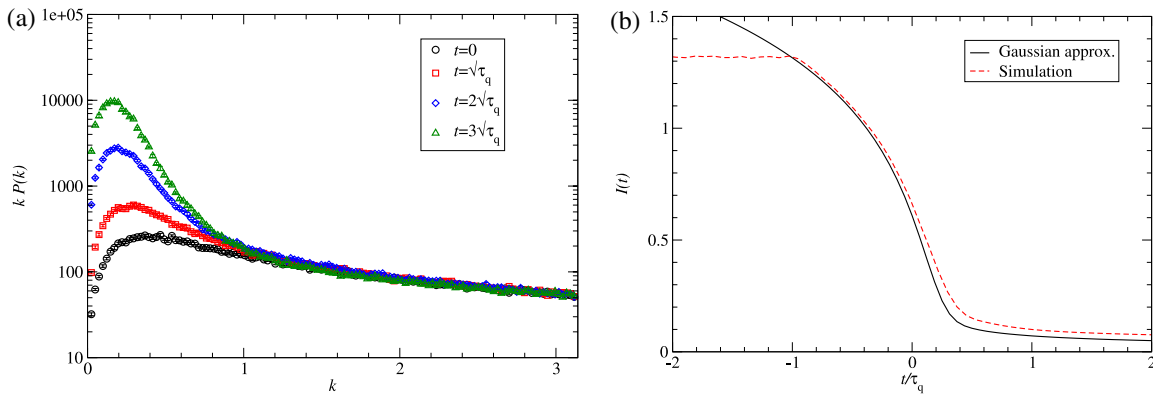 (a)
1e+05
10000
1000
100
10
k P(k)
0
1
2
3
k
t=0
t=√τq
t=2√τq
t=3√τq
(b)
1.5
1
0.5
0
I(t)
-2
-1
0
1
2
t/τq
Gaussian approx.
Simulation